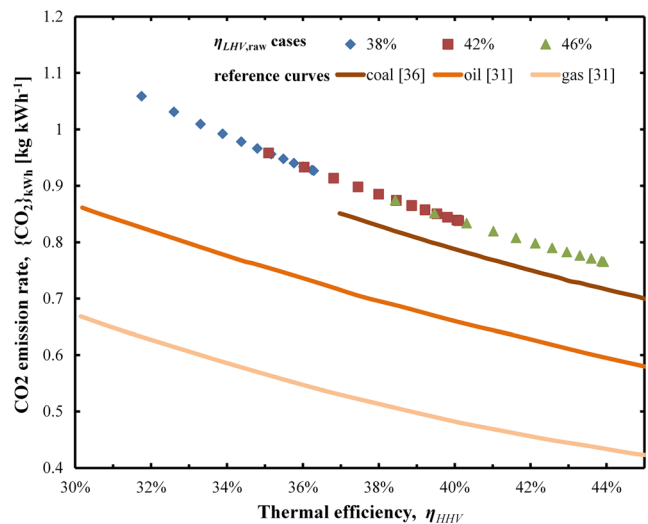 η_LHV,raw cases 38% 42% 46%
reference curves coal [36] oil [31] gas [31]
CO2 emission rate, {CO₂}kWh [kg kWh⁻¹]
1.2
1.1
1
0.9
0.8
0.7
0.6
0.5
0.4
30% 32% 34% 36% 38% 40% 42% 44%
Thermal efficiency, η_HHV